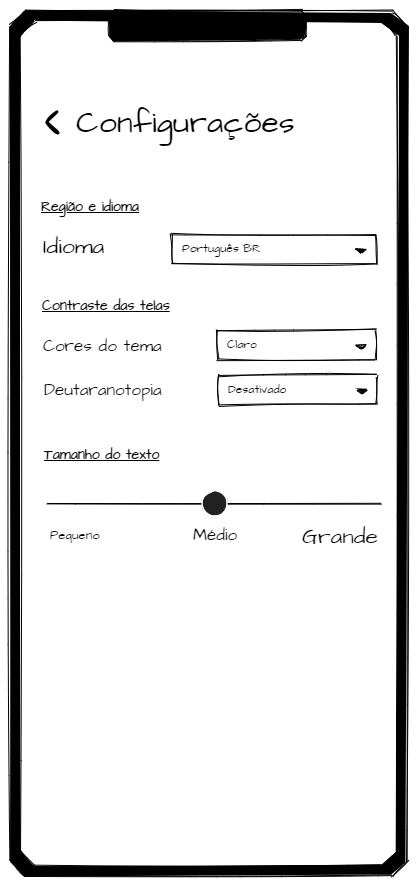 Configurações
Região e idioma
Idioma
Português BR
Contraste das telas
Cores do tema
Claro
Deutaranotopia
Desativado
Tamanho do texto
Pequeno
Médio
Grande